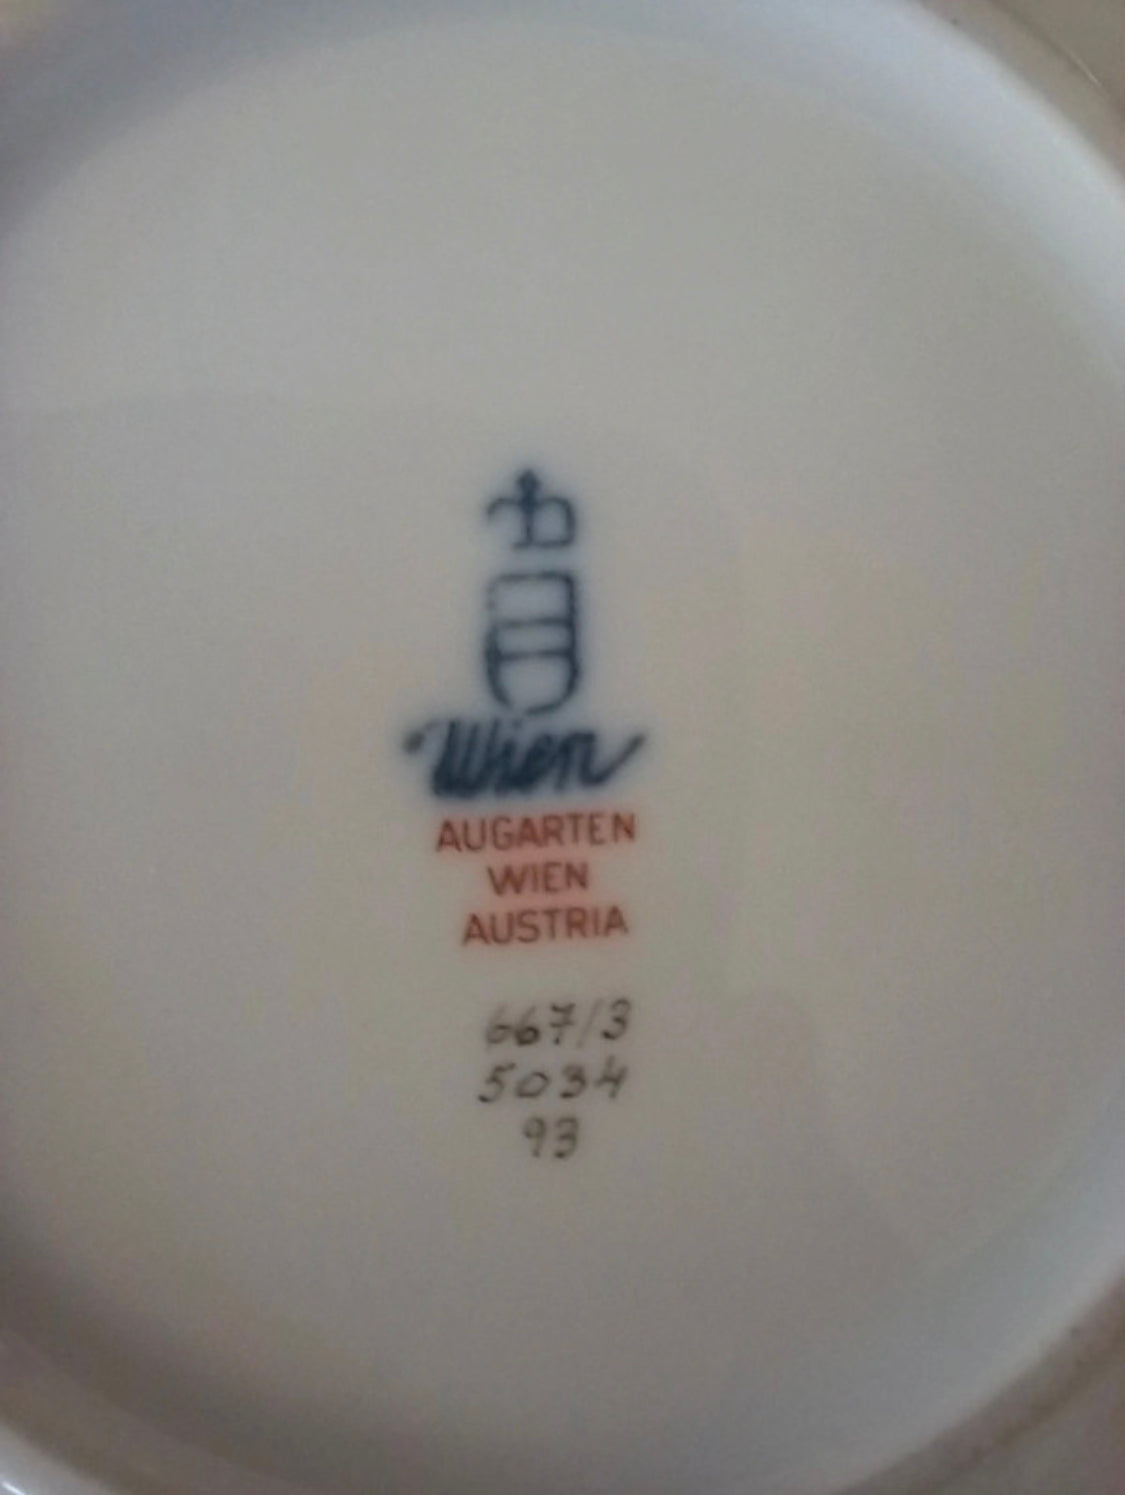 Wien
AUGARTEN
WIEN
AUSTRIA
667/3
5034
93